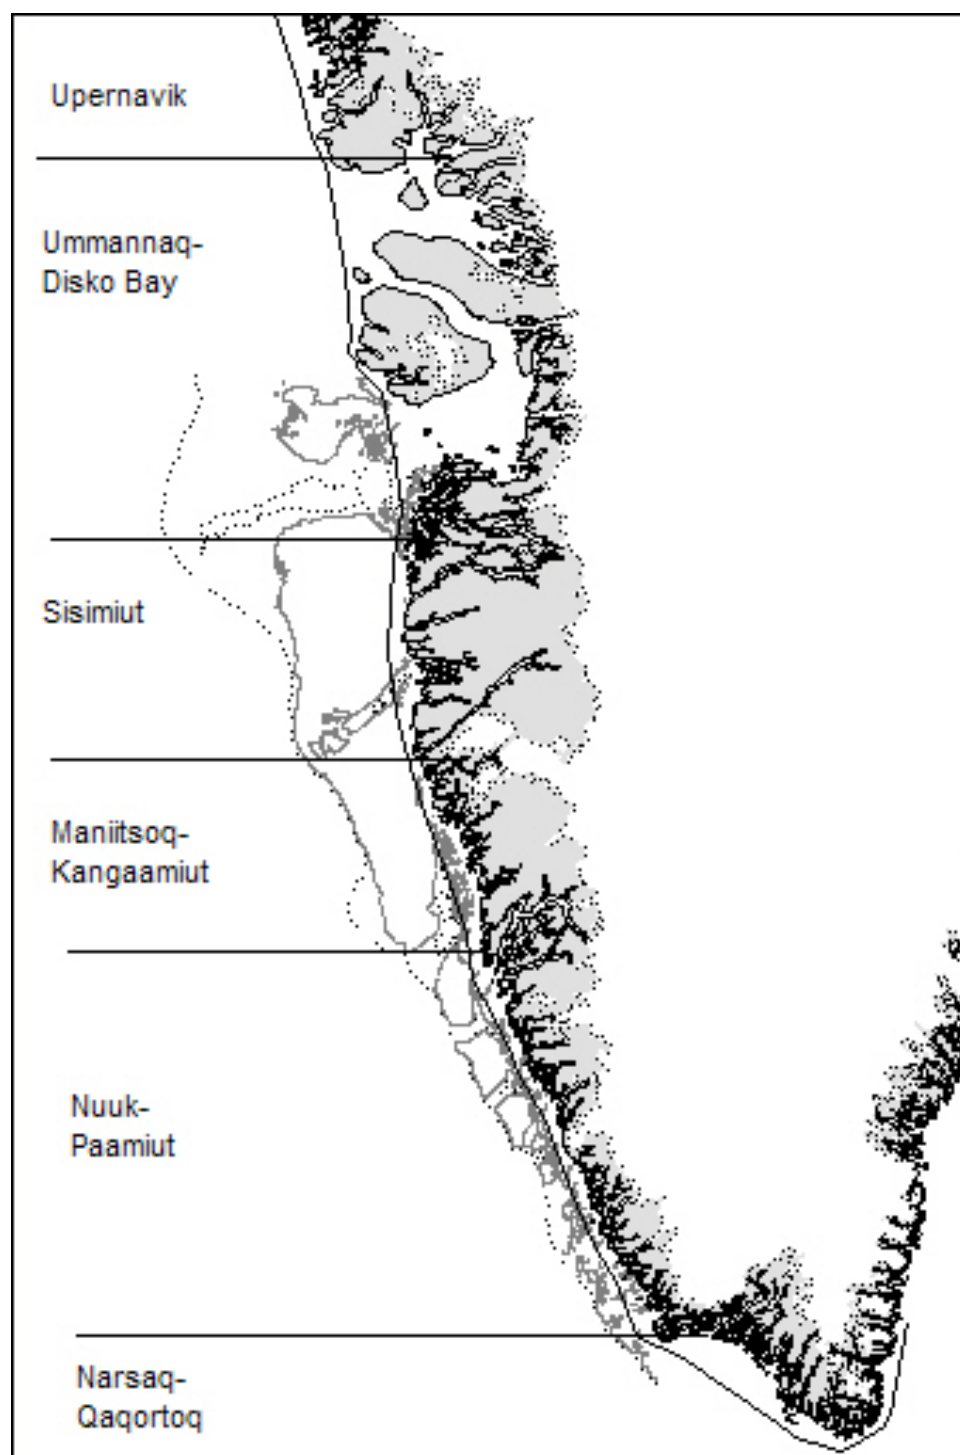 Upernavik
Ummannaq-
Disko Bay
Sisimiut
Maniitsoq-
Kangaamiut
Nuuk-
Paamiut
Narsaq-
Qaqortoq